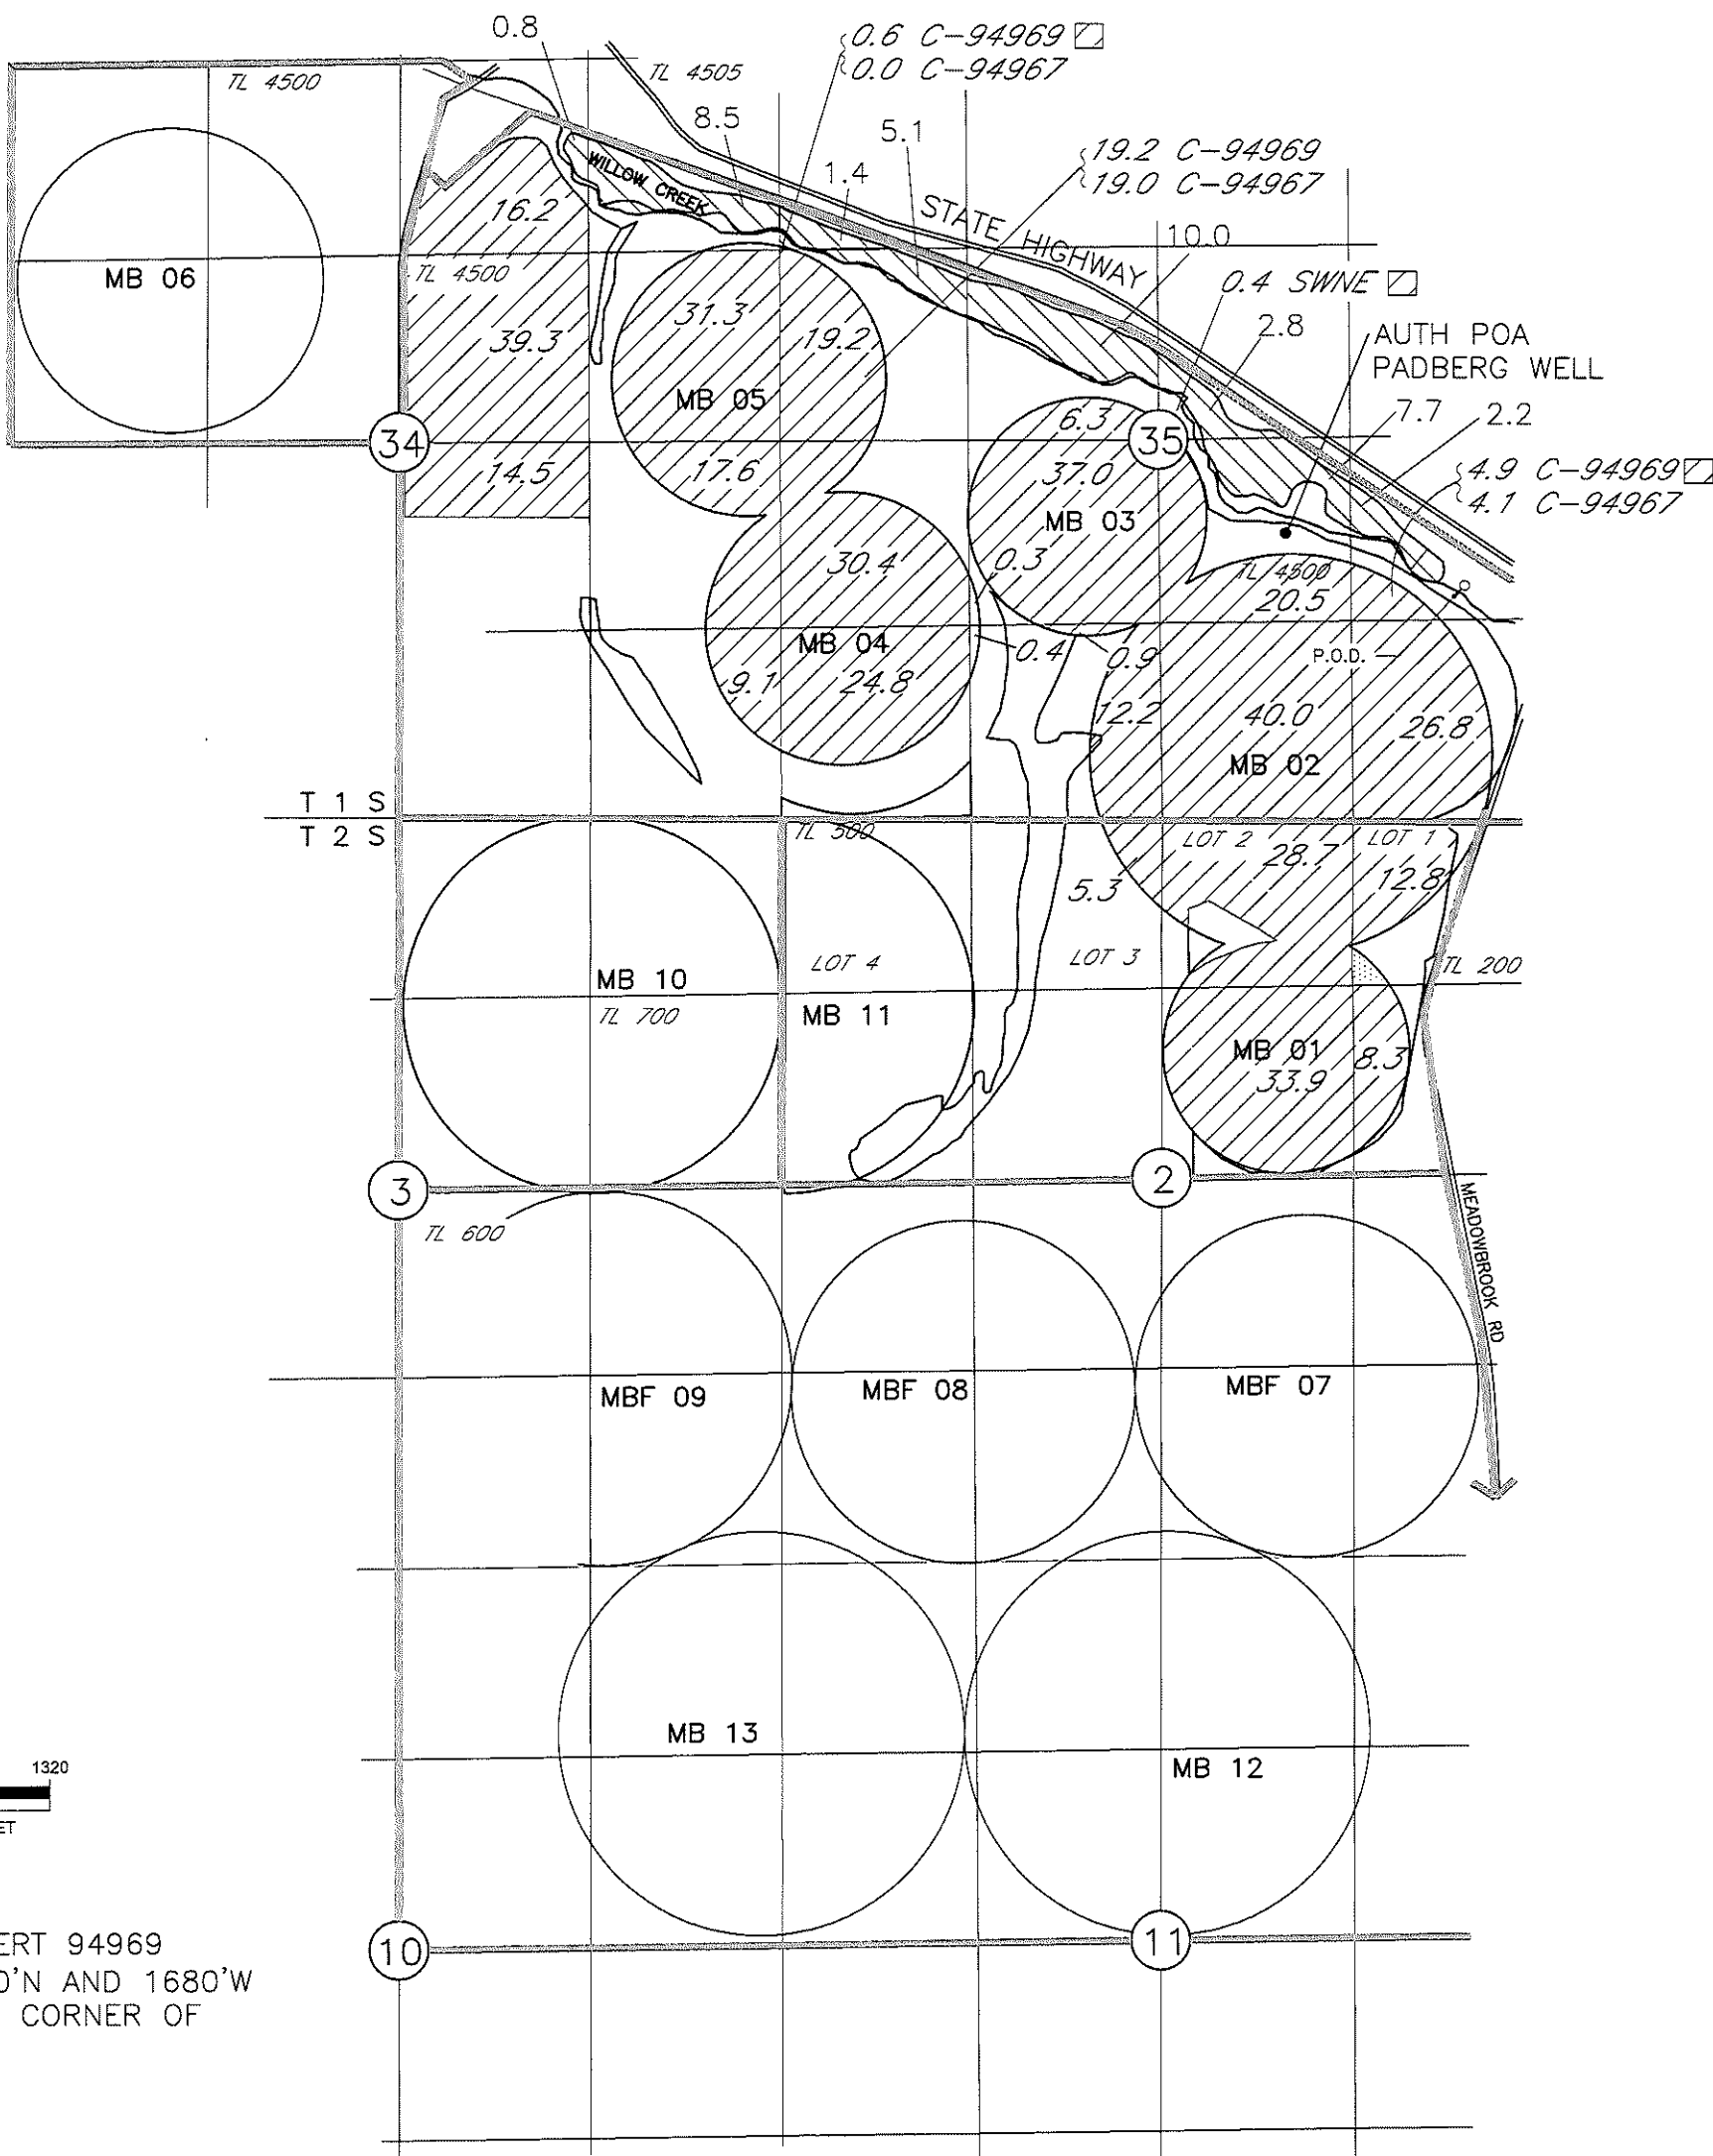 0.8
0.6 C-94969
0.0 C-94967
TL 4500
TL 4505
8.5
5.1
1.4
19.2 C-94969
19.0 C-94967
WILLOW CREEK
STATE HIGHWAY
16.2
10.0
MB 06
TL 4500
0.4 SWNE
2.8
31.3
19.2
39.3
AUTH POA
PADBERG WELL
MB 05
6.3
7.7
2.2
34
35
14.5
17.6
37.0
4.9 C-94969
4.1 C-94967
MB 03
30.4
0.3
TL 4500
20.5
MB 04
0.4
0.9
P.O.D.
9.1
24.8
12.2
40.0
26.8
MB 02
T 1 S
T 2 S
TL 500
LOT 2
28.7
LOT 1
5.3
12.8
LOT 4
LOT 3
TL 200
MB 10
TL 700
MB 11
MB 01
8.3
33.9
3
2
TL 600
MEADOWBROOK RD
MBF 09
MBF 08
MBF 07
MB 13
MB 12
1320
ET
10
11
ERT 94969
0'N AND 1680'W
CORNER OF